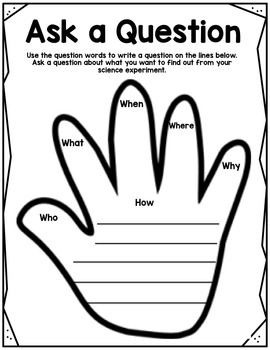 Ask a Question
Use the question words to write a question on the lines below.
Ask a question about what you want to find out from your
science experiment.
When
Where
What
Why
How
Who